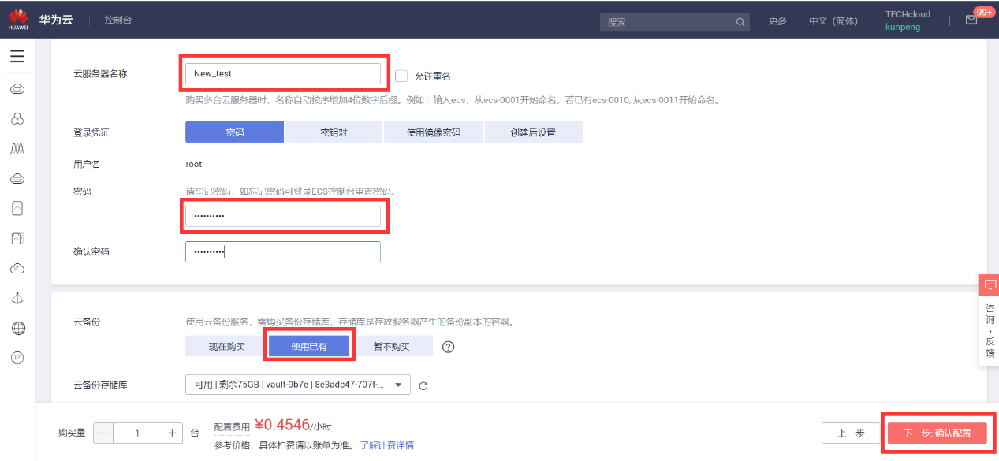 HUAWEI
华为云
控制台
搜索
更多
中文（简体）
TECHcloud
kunpeng
99+
云服务器名称
New_test
允许重名
购买多台云服务器时，名称自动按序增加4位数字后缀。例如：输入ecs，从ecs-0001开始命名；若已有ecs-0010, 从ecs-0011开始命名。
登录凭证
密码
密钥对
使用镜像密码
创建后设置
用户名
root
密码
请牢记密码，如忘记密码可登录ECS控制台重置密码。
••••••••••
确认密码
••••••••••
云备份
使用云备份服务，需购买备份存储库，存储库是存放服务器产生的备份副本的容器。
现在购买
使用已有
暂不购买
?
云备份存储库
可用 | 剩余75GB | vault-9b7e | 8e3adc47-707f-...
咨询·反馈
购买量
1
台
配置费用 ¥0.4546/小时
参考价格，具体扣费请以账单为准。 了解计费详情
上一步
下一步: 确认配置
IP